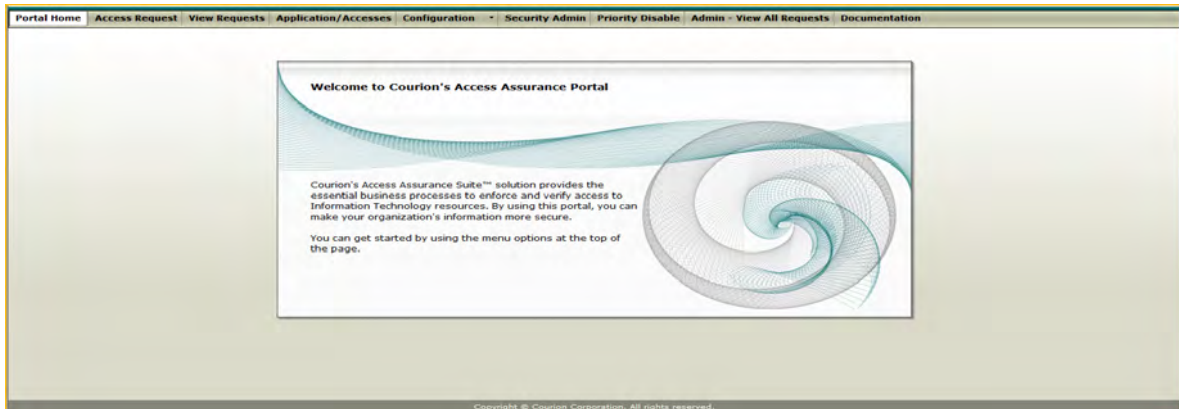 Portal Home Access Request View Requests Application/Accesses Configuration Security Admin Priority Disable Admin - View All Requests Documentation
Welcome to Courion's Access Assurance Portal
Courion's Access Assurance Suite™ solution provides the
essential business processes to enforce and verify access to
Information Technology resources. By using this portal, you can
make your organization's information more secure.
You can get started by using the menu options at the top of
the page.
Copyright © Courion Corporation. All rights reserved.